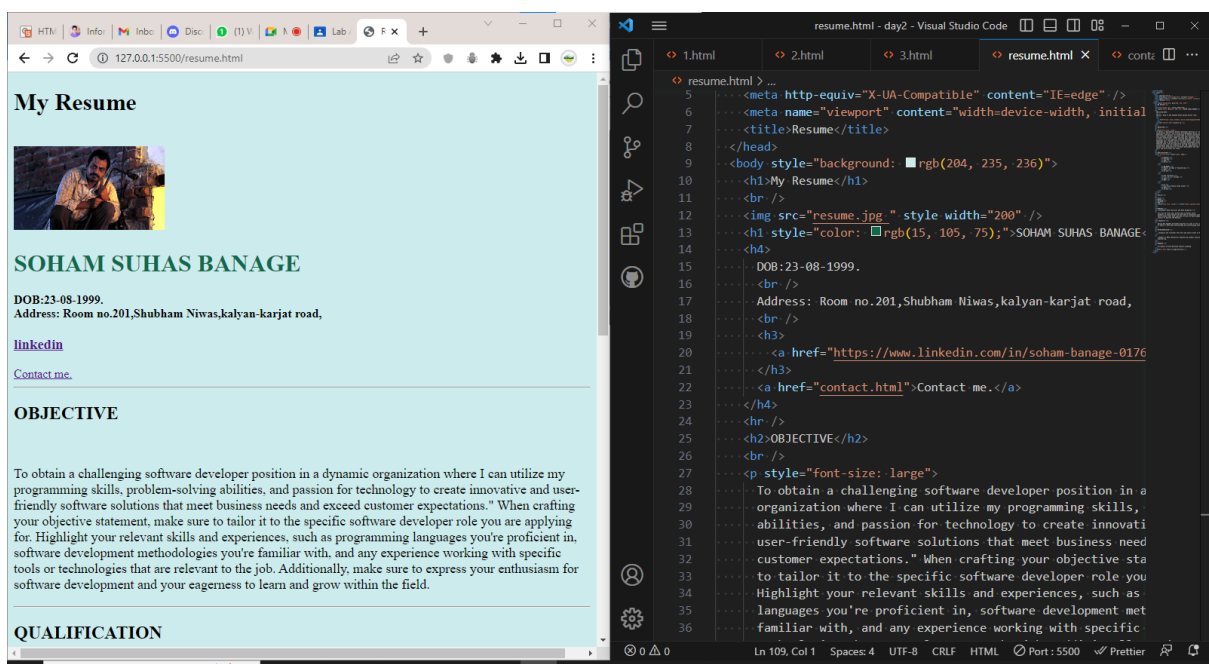 HTM
Infor
Inbo
Disc
(1) W
Lab
127.0.0.1:5500/resume.html
My Resume
SOHAM SUHAS BANAGE
DOB:23-08-1999.
Address: Room no.201,Shubham Niwas,kalyan-karjat road,
linkedin
Contact me.
OBJECTIVE
To obtain a challenging software developer position in a dynamic organization where I can utilize my
programming skills, problem-solving abilities, and passion for technology to create innovative and user-
friendly software solutions that meet business needs and exceed customer expectations." When crafting
your objective statement, make sure to tailor it to the specific software developer role you are applying
for. Highlight your relevant skills and experiences, such as programming languages you're proficient in,
software development methodologies you're familiar with, and any experience working with specific
tools or technologies that are relevant to the job. Additionally, make sure to express your enthusiasm for
software development and your eagerness to learn and grow within the field.
QUALIFICATION
resume.html - day2 - Visual Studio Code
1.html 2.html 3.html resume.html conta
resume.html > ...
5 <meta http-equiv="X-UA-Compatible" content="IE=edge" />
6 <meta name="viewport" content="width=device-width, initial
7 <title>Resume</title>
8 </head>
9 <body style="background: rgb(204, 235, 236)">
10 <h1>My Resume</h1>
11 <br />
12 <img src="resume.jpg " style width="200" />
13 <h1 style="color: rgb(15, 105, 75);">SOHAM SUHAS BANAGE<
14 <h4>
15 DOB:23-08-1999.
16 <br />
17 Address: Room no.201,Shubham Niwas,kalyan-karjat road,
18 <br />
19 <h3>
20 <a href="https://www.linkedin.com/in/soham-banage-0176
21 </h3>
22 <a href="contact.html">Contact me.</a>
23 </h4>
24 <hr />
25 <h2>OBJECTIVE</h2>
26 <br />
27 <p style="font-size: large">
28 To obtain a challenging software developer position in a
29 organization where I can utilize my programming skills,
30 abilities, and passion for technology to create innovati
31 user-friendly software solutions that meet business need
32 customer expectations." When crafting your objective sta
33 to tailor it to the specific software developer role you
34 Highlight your relevant skills and experiences, such as
35 languages you're proficient in, software development met
36 familiar with, and any experience working with specific
0 0 Ln 109, Col 1 Spaces: 4 UTF-8 CRLF HTML Port : 5500 Prettier